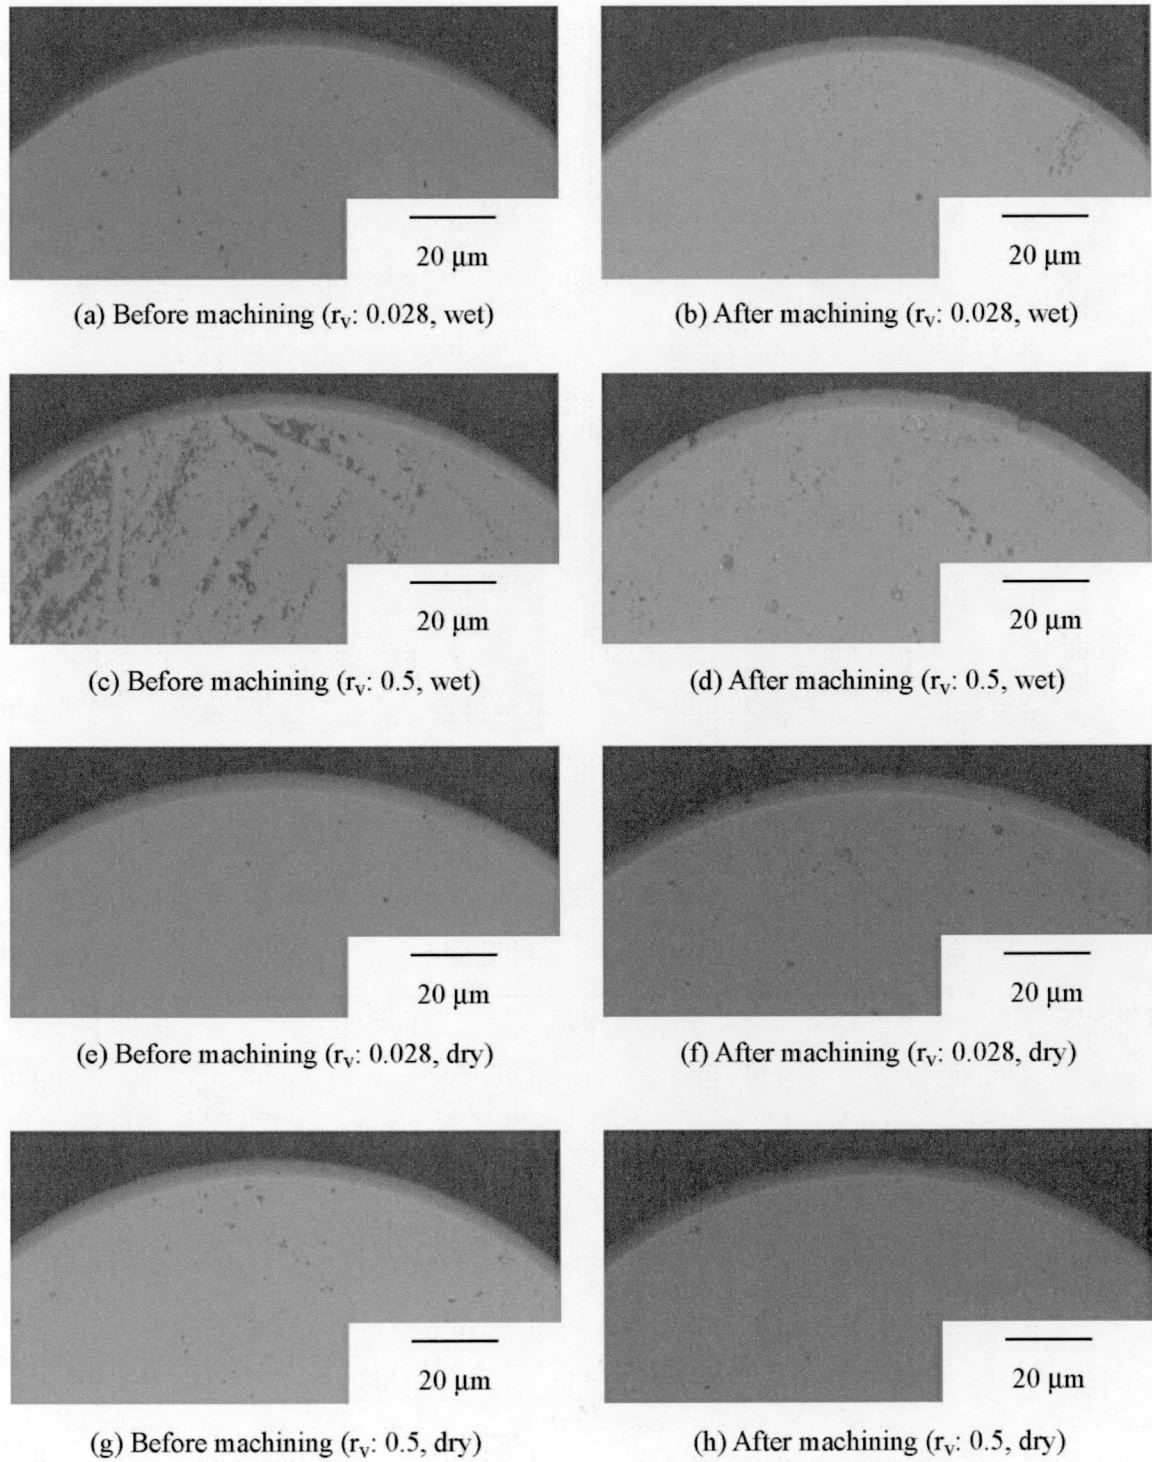 20 μm
20 μm
(a) Before machining (rᵥ: 0.028, wet)
(b) After machining (rᵥ: 0.028, wet)
20 μm
20 μm
(c) Before machining (rᵥ: 0.5, wet)
(d) After machining (rᵥ: 0.5, wet)
20 μm
20 μm
(e) Before machining (rᵥ: 0.028, dry)
(f) After machining (rᵥ: 0.028, dry)
20 μm
20 μm
(g) Before machining (rᵥ: 0.5, dry)
(h) After machining (rᵥ: 0.5, dry)